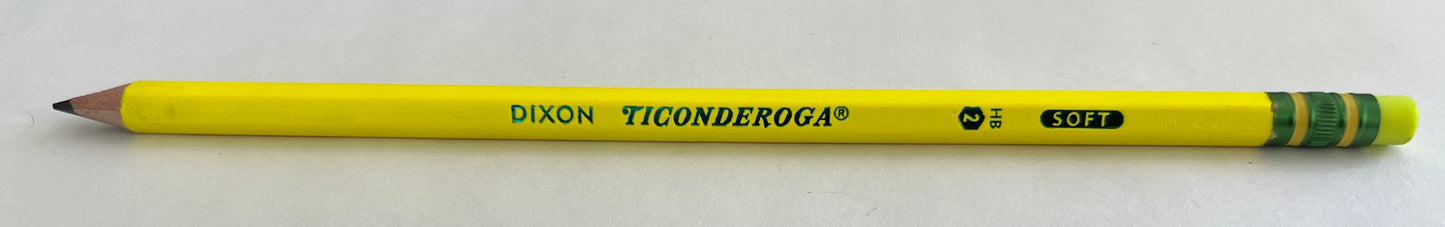 DIXON TICONDEROGA® 2 HB SOFT